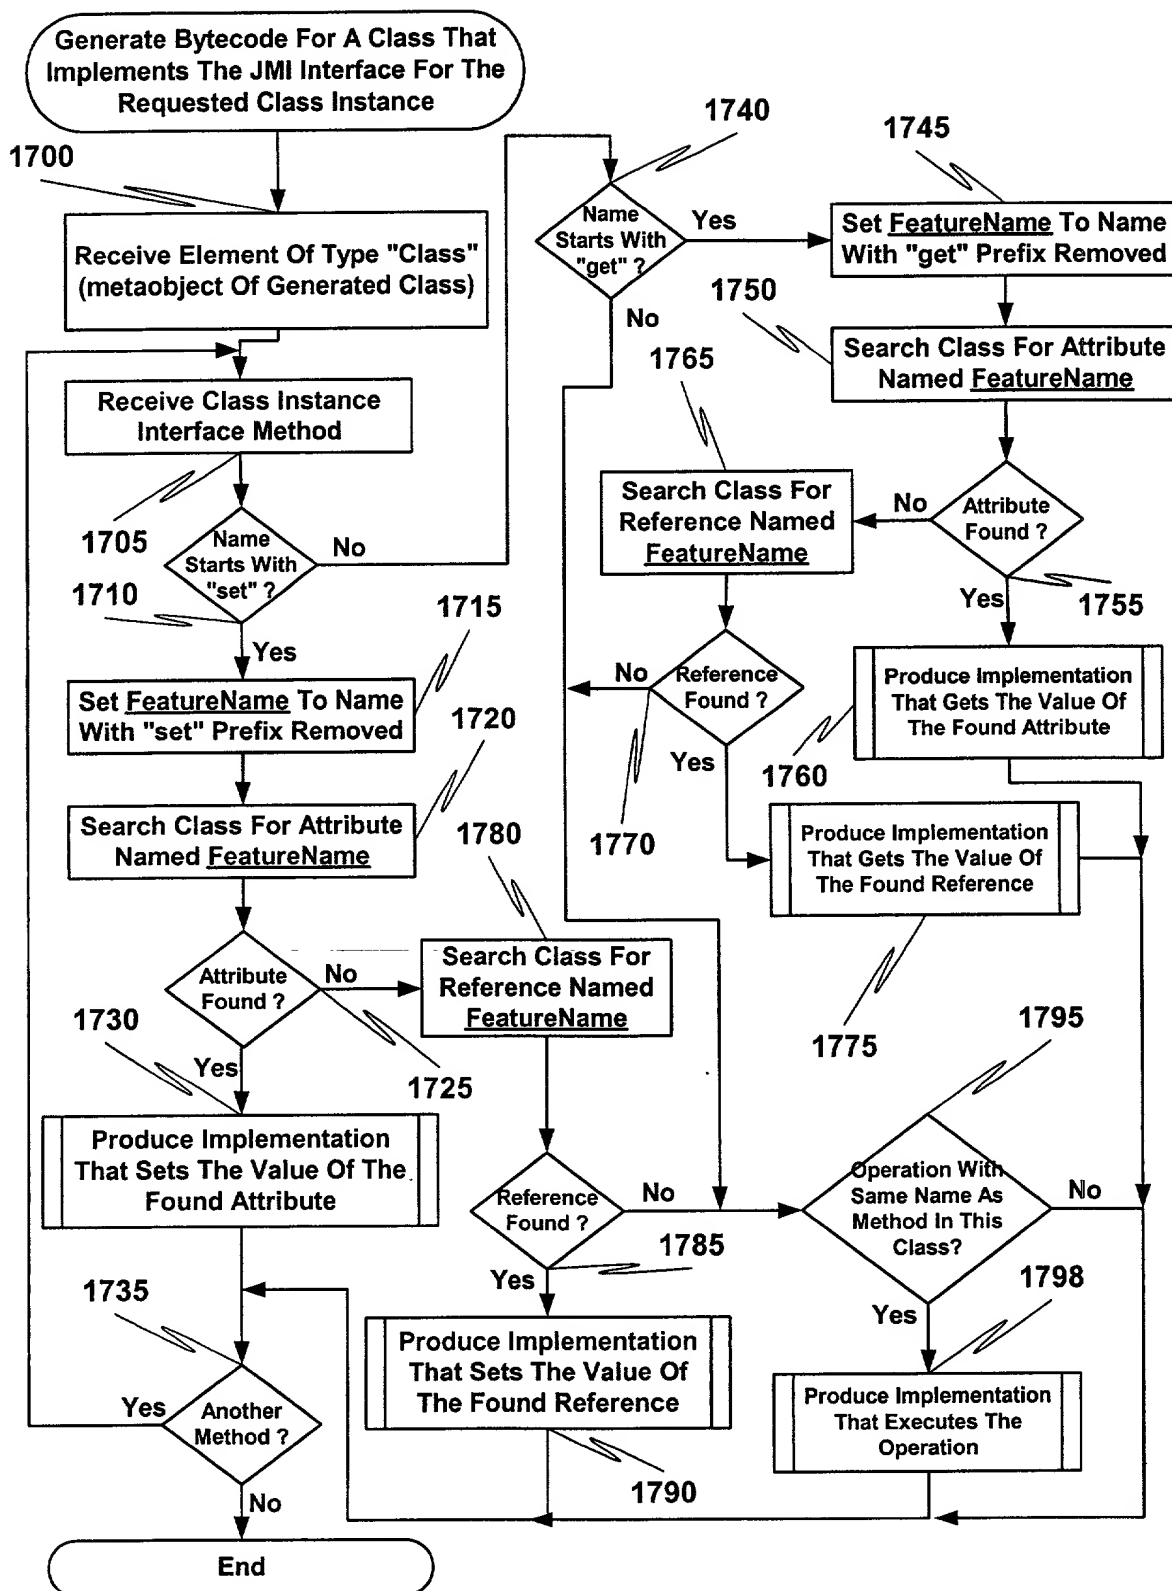 Generate Bytecode For A Class That
Implements The JMI Interface For The
Requested Class Instance
1700
Receive Element Of Type "Class"
(metaobject Of Generated Class)
Receive Class Instance
Interface Method
1705
Name
Starts With
"set" ?
No
1710
Yes
1715
Set FeatureName To Name
With "set" Prefix Removed
1720
Search Class For Attribute
Named FeatureName
Attribute
Found ?
No
1725
1730
Yes
Produce Implementation
That Sets The Value Of The
Found Attribute
1735
Another
Method ?
Yes
No
End
1740
Name
Starts With
"get" ?
Yes
No
1745
Set FeatureName To Name
With "get" Prefix Removed
1750
Search Class For Attribute
Named FeatureName
Attribute
Found ?
No
Yes
1755
Produce Implementation
That Gets The Value Of
The Found Attribute
1760
1765
Search Class For
Reference Named
FeatureName
Reference
Found ?
No
Yes
1770
Produce Implementation
That Gets The Value Of
The Found Reference
1775
1780
Search Class For
Reference Named
FeatureName
Reference
Found ?
No
1785
Yes
Produce Implementation
That Sets The Value Of
The Found Reference
1790
1795
Operation With
Same Name As
Method In This
Class?
No
Yes
1798
Produce Implementation
That Executes The
Operation